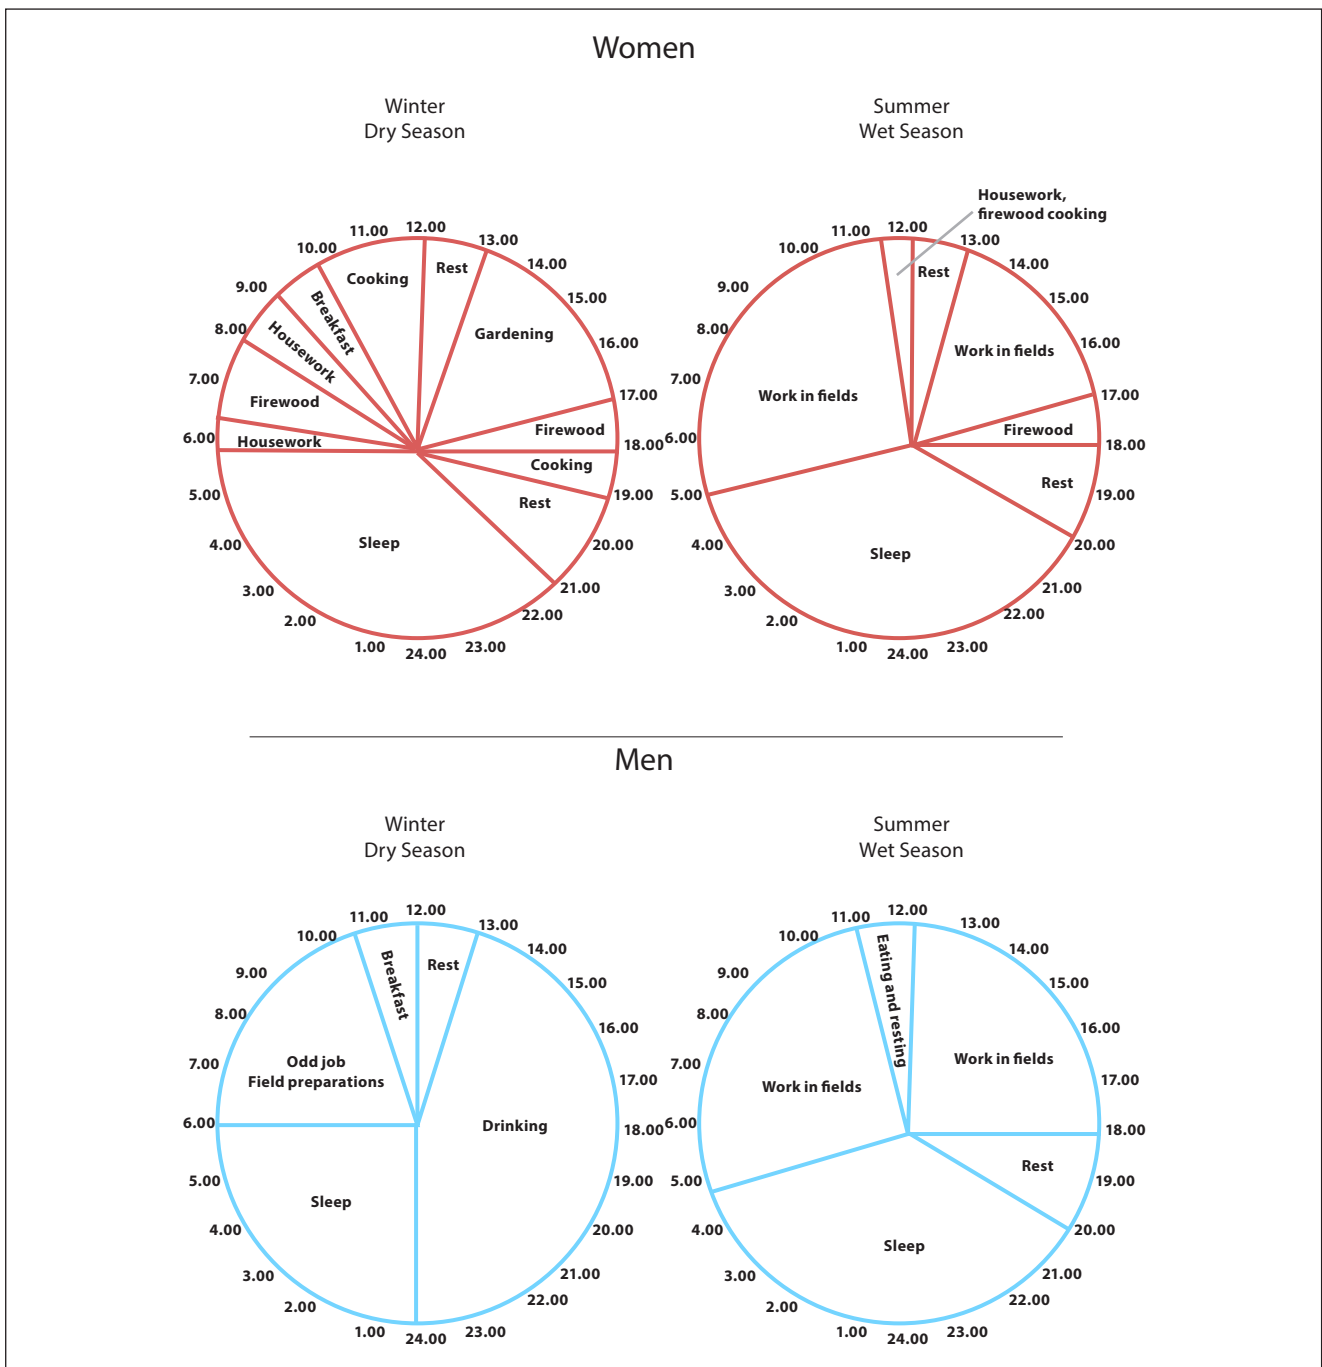 Women
Winter
Dry Season
12.00
13.00
14.00
15.00
16.00
17.00
18.00
19.00
20.00
21.00
22.00
23.00
24.00
1.00
2.00
3.00
4.00
5.00
6.00
7.00
8.00
9.00
10.00
11.00
Rest
Gardening
Firewood
Cooking
Rest
Sleep
Housework
Firewood
Housework
Breakfast
Cooking
Summer
Wet Season
Housework,
firewood cooking
12.00
13.00
14.00
15.00
16.00
17.00
18.00
19.00
20.00
21.00
22.00
23.00
24.00
1.00
2.00
3.00
4.00
5.00
6.00
7.00
8.00
9.00
10.00
11.00
Rest
Work in fields
Firewood
Rest
Sleep
Work in fields
Men
Winter
Dry Season
12.00
13.00
14.00
15.00
16.00
17.00
18.00
19.00
20.00
21.00
22.00
23.00
24.00
1.00
2.00
3.00
4.00
5.00
6.00
7.00
8.00
9.00
10.00
11.00
Rest
Drinking
Sleep
Odd job
Field preparations
Breakfast
Summer
Wet Season
12.00
13.00
14.00
15.00
16.00
17.00
18.00
19.00
20.00
21.00
22.00
23.00
24.00
1.00
2.00
3.00
4.00
5.00
6.00
7.00
8.00
9.00
10.00
11.00
Work in fields
Rest
Sleep
Work in fields
Eating and resting